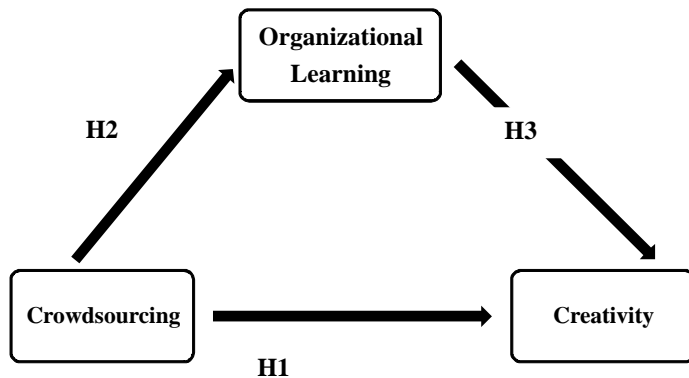 Organizational
Learning
H2
H3
Crowdsourcing
Creativity
H1